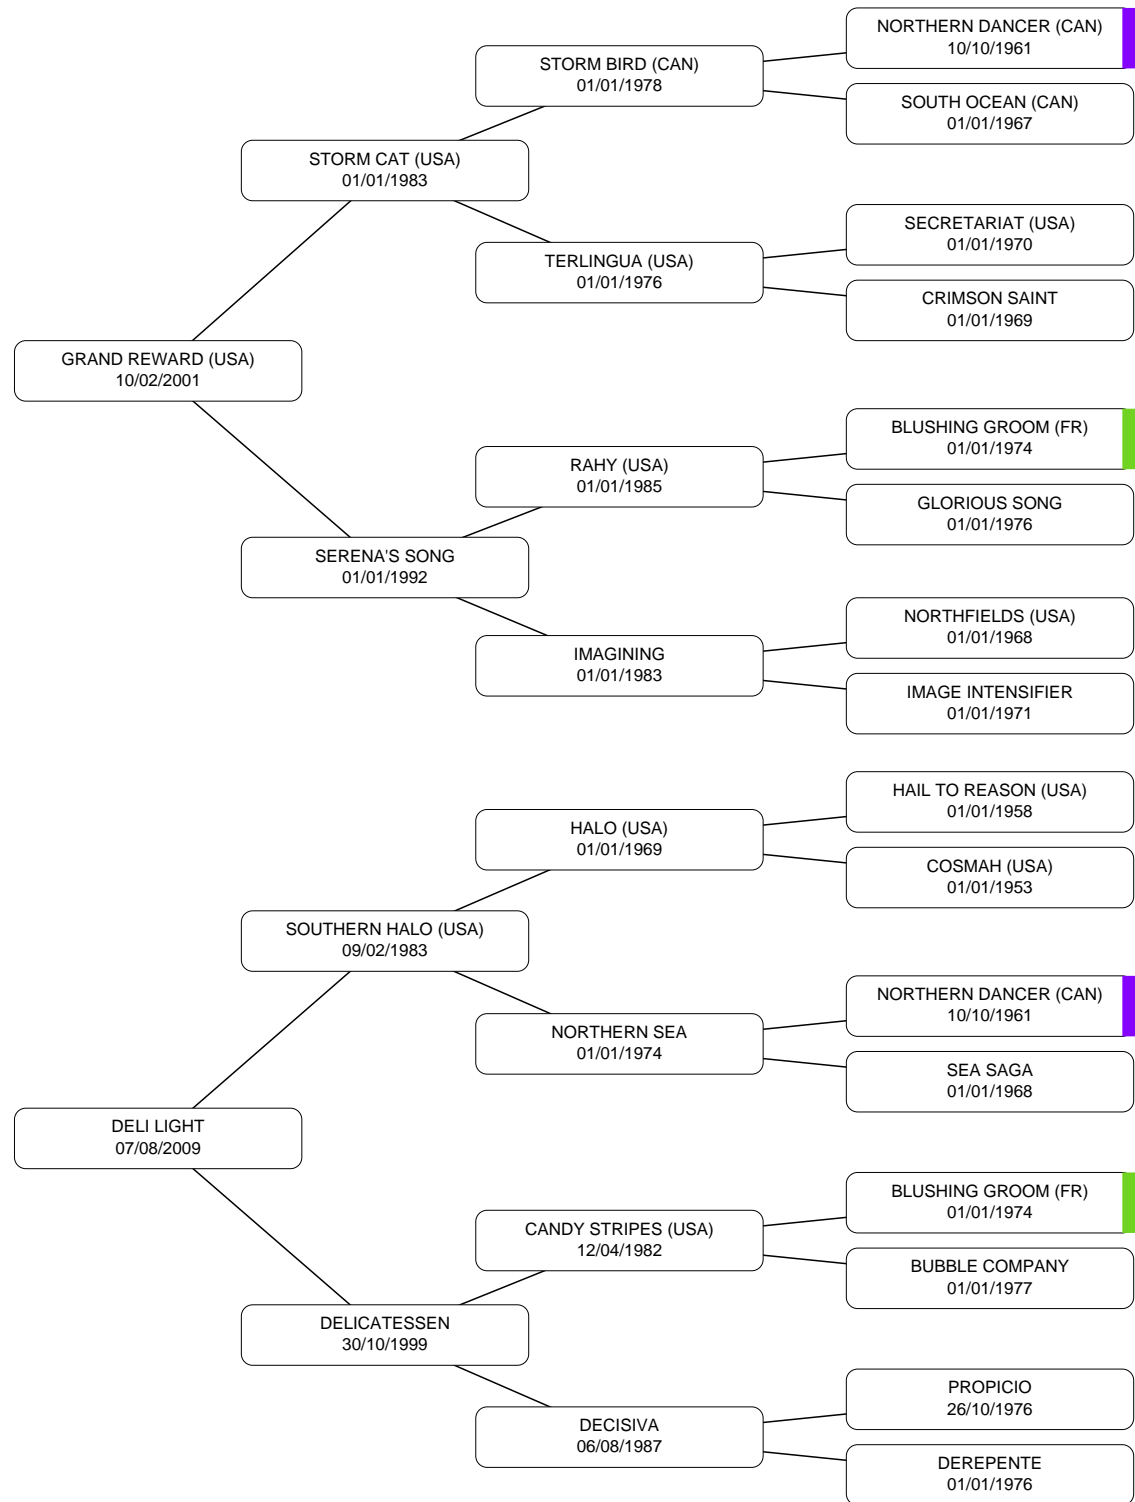 NORTHERN DANCER (CAN)
10/10/1961
STORM BIRD (CAN)
01/01/1978
SOUTH OCEAN (CAN)
01/01/1967
STORM CAT (USA)
01/01/1983
SECRETARIAT (USA)
01/01/1970
TERLINGUA (USA)
01/01/1976
CRIMSON SAINT
01/01/1969
GRAND REWARD (USA)
10/02/2001
BLUSHING GROOM (FR)
01/01/1974
RAHY (USA)
01/01/1985
GLORIOUS SONG
01/01/1976
SERENA'S SONG
01/01/1992
NORTHFIELDS (USA)
01/01/1968
IMAGINING
01/01/1983
IMAGE INTENSIFIER
01/01/1971
HAIL TO REASON (USA)
01/01/1958
HALO (USA)
01/01/1969
COSMAH (USA)
01/01/1953
SOUTHERN HALO (USA)
09/02/1983
NORTHERN DANCER (CAN)
10/10/1961
NORTHERN SEA
01/01/1974
SEA SAGA
01/01/1968
DELI LIGHT
07/08/2009
BLUSHING GROOM (FR)
01/01/1974
CANDY STRIPES (USA)
12/04/1982
BUBBLE COMPANY
01/01/1977
DELICATESSEN
30/10/1999
PROPICIO
26/10/1976
DECISIVA
06/08/1987
DEREPENTE
01/01/1976